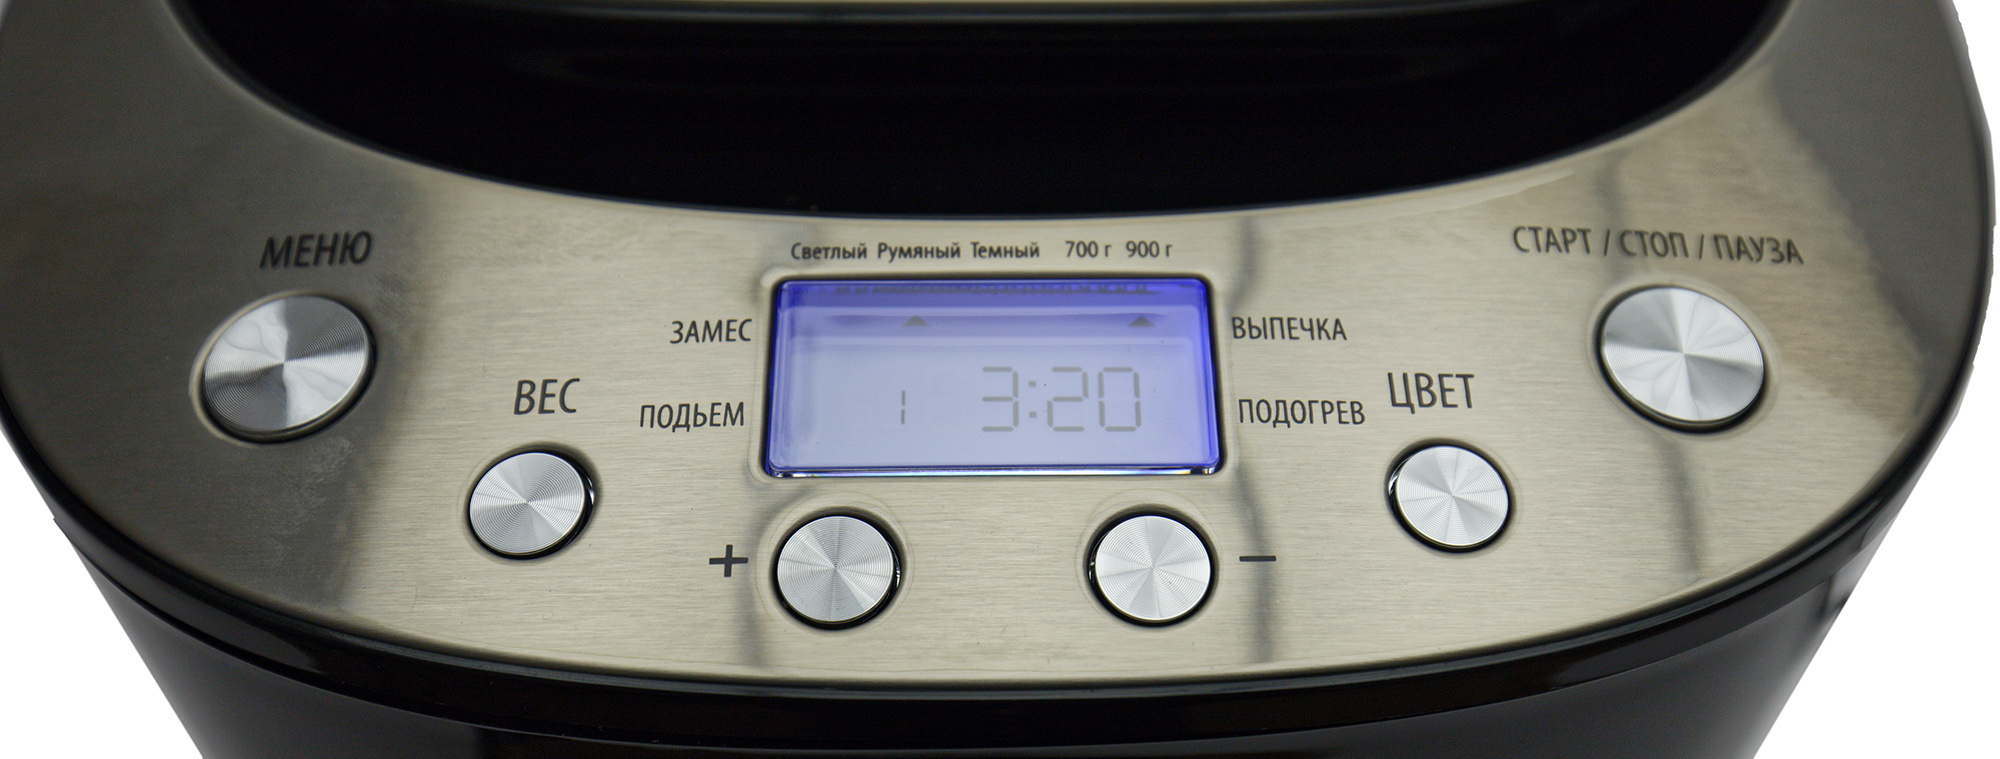 МЕНЮ
Светлый Румяный Темный 700 г 900 г
СТАРТ / СТОП / ПАУЗА
ЗАМЕС
ВЫПЕЧКА
ВЕС
ПОДЬЕМ
1 3:20
ПОДОГРЕВ
ЦВЕТ
+
−